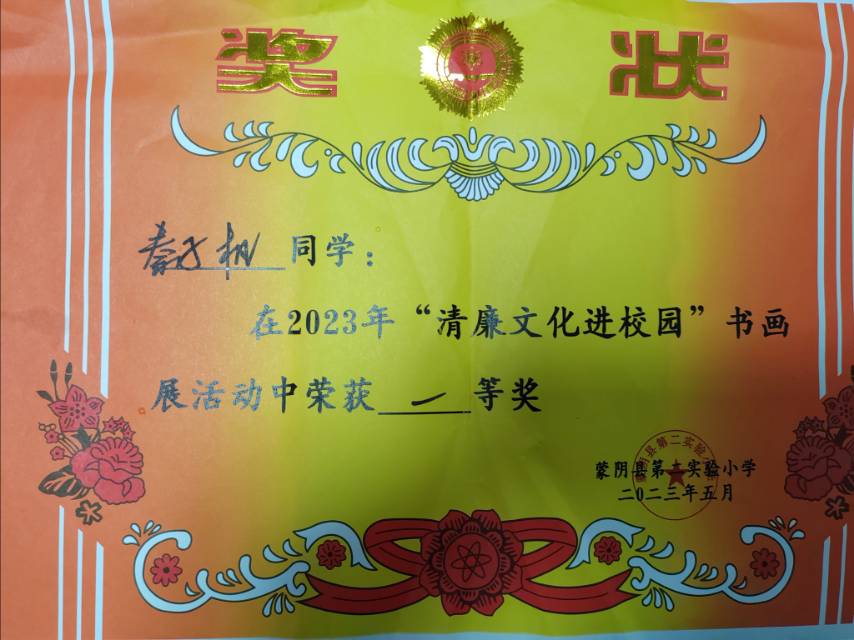 奖状
同学：
在2023年“清廉文化进校园”书画
展活动中荣获一等奖
蒙阴县第二实验小学
二〇二三年五月